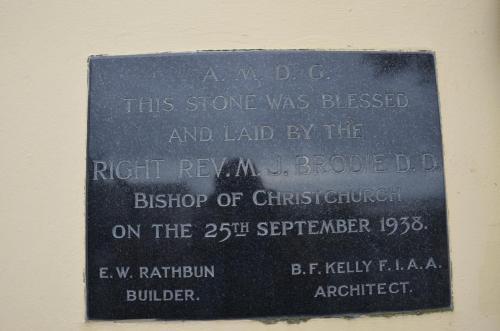 A. M. D. G.
THIS STONE WAS BLESSED
AND LAID BY THE
RIGHT REV. M. J. BRODIE D. D.
BISHOP OF CHRISTCHURCH
ON THE 25TH SEPTEMBER 1938.
E. W. RATHBUN
BUILDER.
B. F. KELLY F. I. A. A.
ARCHITECT.